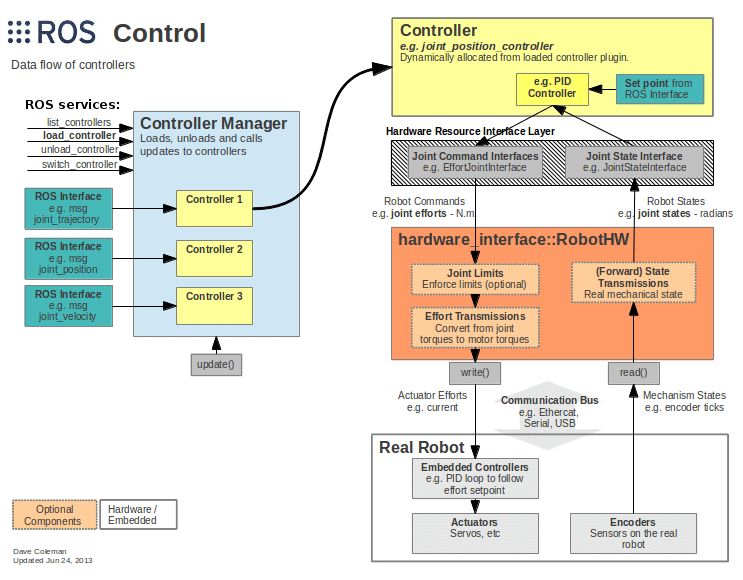 ROS Control
Data flow of controllers
ROS services:
list_controllers
load_controller
unload_controller
switch_controller
Controller Manager
Loads, unloads and calls
updates to controllers
ROS Interface
e.g. msg
joint_trajectory
Controller 1
ROS Interface
e.g. msg
joint_position
Controller 2
ROS Interface
e.g. msg
joint_velocity
Controller 3
update()
Controller
e.g. joint_position_controller
Dynamically allocated from loaded controller plugin.
e.g. PID
Controller
Set point from
ROS Interface
Hardware Resource Interface Layer
Joint Command Interfaces
e.g. EffortJointInterface
Joint State Interface
e.g. JointStateInterface
Robot Commands
e.g. joint efforts - N.m
Robot States
e.g. joint states - radians
hardware_interface::RobotHW
Joint Limits
Enforce limits (optional)
Effort Transmissions
Convert from joint
torques to motor torques
(Forward) State
Transmissions
Real mechanical state
write()
read()
Actuator Efforts
e.g. current
Communication Bus
e.g. Ethercat,
Serial, USB
Mechanism States
e.g. encoder ticks
Real Robot
Embedded Controllers
e.g. PID loop to follow
effort setpoint
Actuators
Servos, etc
Encoders
Sensors on the real
robot
Optional
Components
Hardware /
Embedded
Dave Coleman
Updated Jun 24, 2013